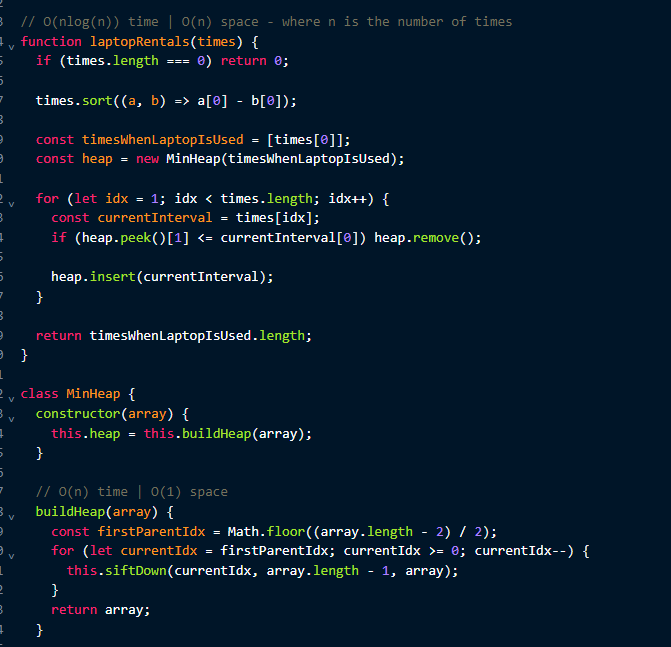 // O(nlog(n)) time | O(n) space - where n is the number of times
function laptopRentals(times) {
if (times.length === 0) return 0;
times.sort((a, b) => a[0] - b[0]);
const timesWhenLaptopIsUsed = [times[0]];
const heap = new MinHeap(timesWhenLaptopIsUsed);
for (let idx = 1; idx < times.length; idx++) {
const currentInterval = times[idx];
if (heap.peek()[1] <= currentInterval[0]) heap.remove();
heap.insert(currentInterval);
}
return timesWhenLaptopIsUsed.length;
}
class MinHeap {
constructor(array) {
this.heap = this.buildHeap(array);
}
// O(n) time | O(1) space
buildHeap(array) {
const firstParentIdx = Math.floor((array.length - 2) / 2);
for (let currentIdx = firstParentIdx; currentIdx >= 0; currentIdx--) {
this.siftDown(currentIdx, array.length - 1, array);
}
return array;
}